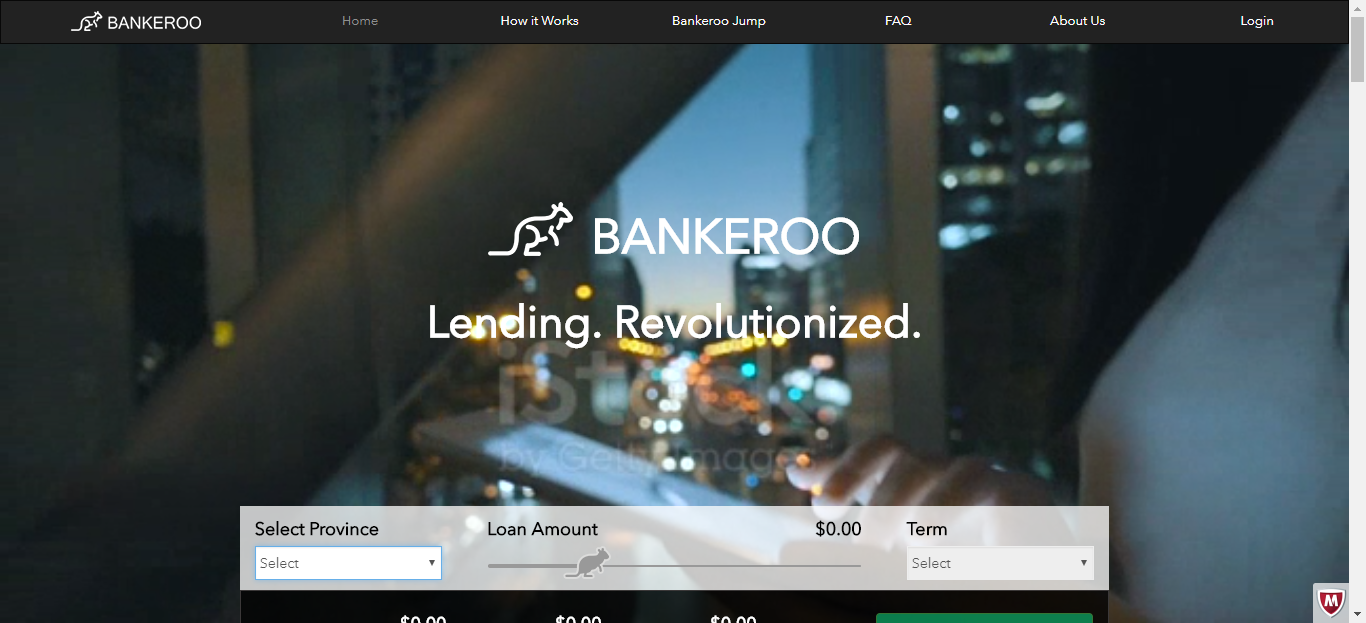 BANKEROO
Home
How it Works
Bankeroo Jump
FAQ
About Us
Login
BANKEROO
Lending. Revolutionized.
iStock
by Getty Images
Select Province
Loan Amount
$0.00
Term
Select
Select
$0.00
$0.00
$0.00